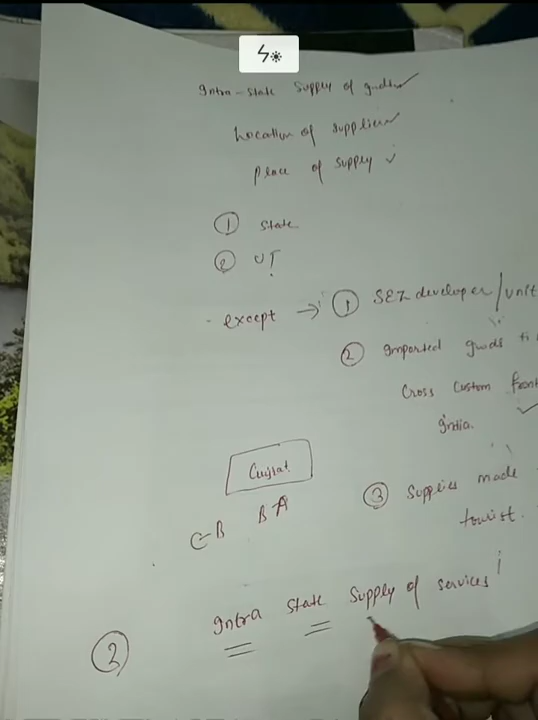 Intra-state supply of goods
Location of supplier
place of supply
① state
② UT
except → ① SEZ developer/unit
② Imported goods ti
Cross custom front
India.
Gujrat
B A
③ Supplies made
tourist.
② Intra state supply of services